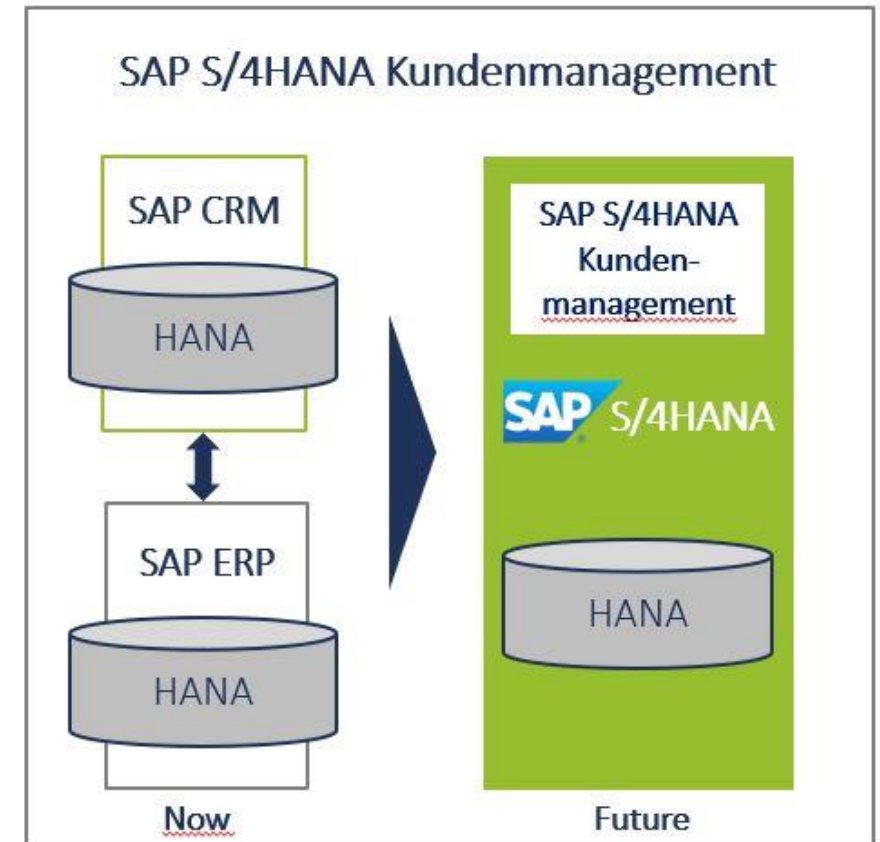 SAP S/4HANA Kundenmanagement
SAP CRM
HANA
SAP ERP
HANA
Now
SAP S/4HANA
Kunden-
management
SAP S/4HANA
HANA
Future